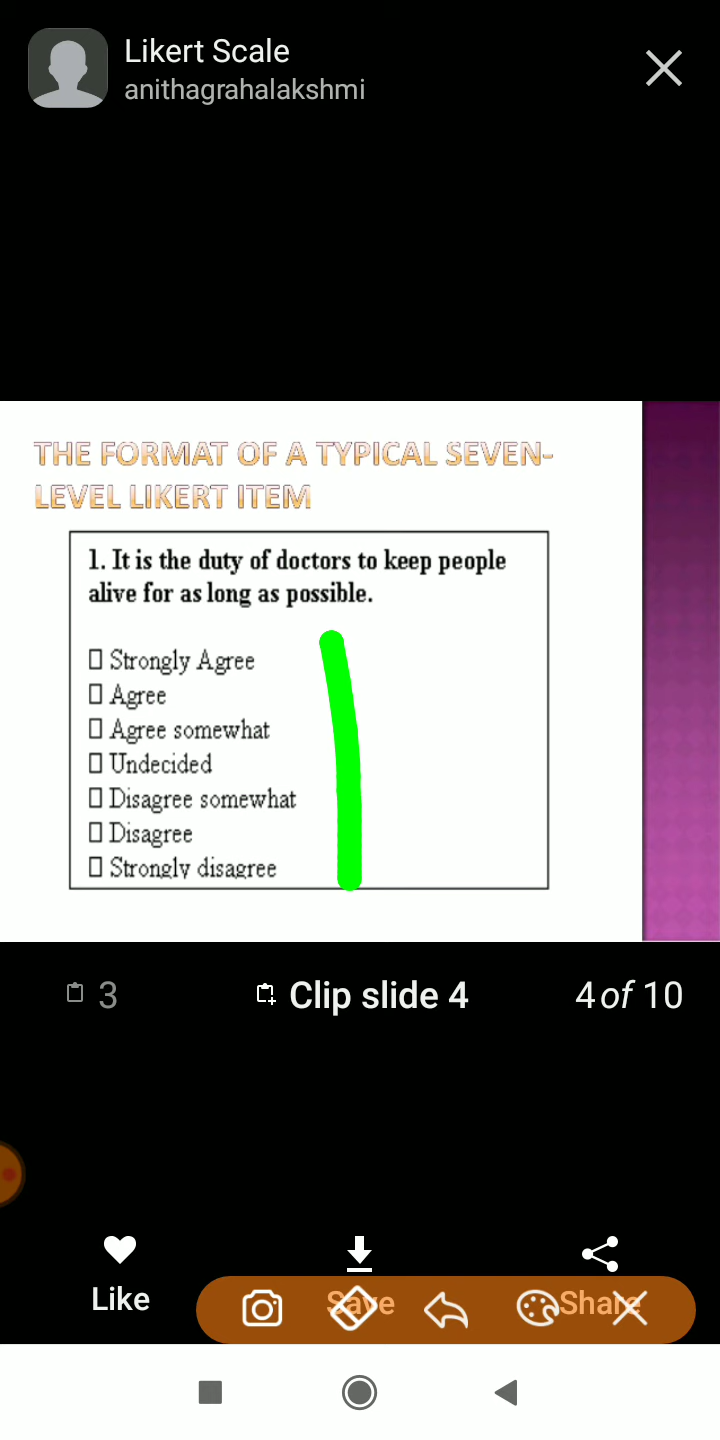 Likert Scale
anithagrahalakshmi
THE FORMAT OF A TYPICAL SEVEN-
LEVEL LIKERT ITEM
1. It is the duty of doctors to keep people
alive for as long as possible.
Strongly Agree
Agree
Agree somewhat
Undecided
Disagree somewhat
Disagree
Strongly disagree
3 Clip slide 4 4 of 10
Like Save Share